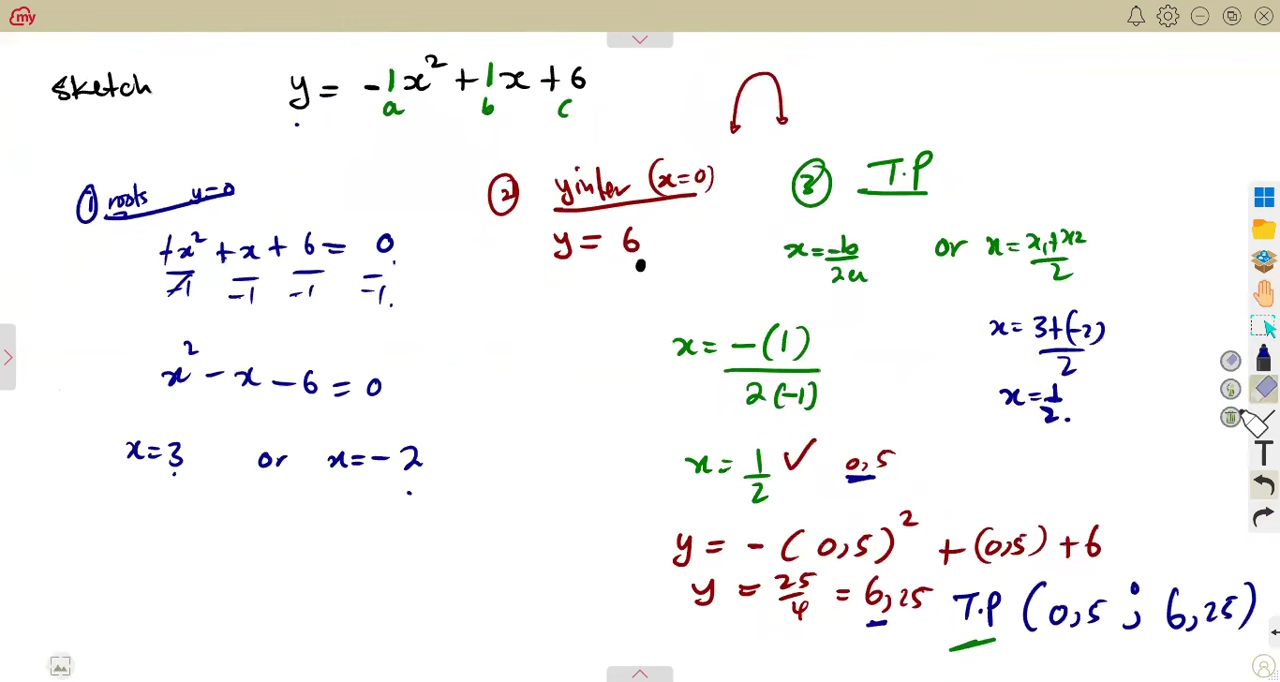 my
sketch
y = -1x² + 1x + 6
a b c
① roots y=0
-x² + x + 6 = 0
-1 -1 -1 -1
x² - x - 6 = 0
x=3 or x=-2
② yinter (x=0)
y = 6
③ T.P
x=-b/2a or x=x1+x2/2
x= -(1)/2(-1)
x= 1/2 ✓ 0,5
x= 3+(-2)/2
x=1/2.
y = -(0,5)² + (0,5) + 6
y = 25/4 = 6,25
T.P (0,5 ; 6,25)
T